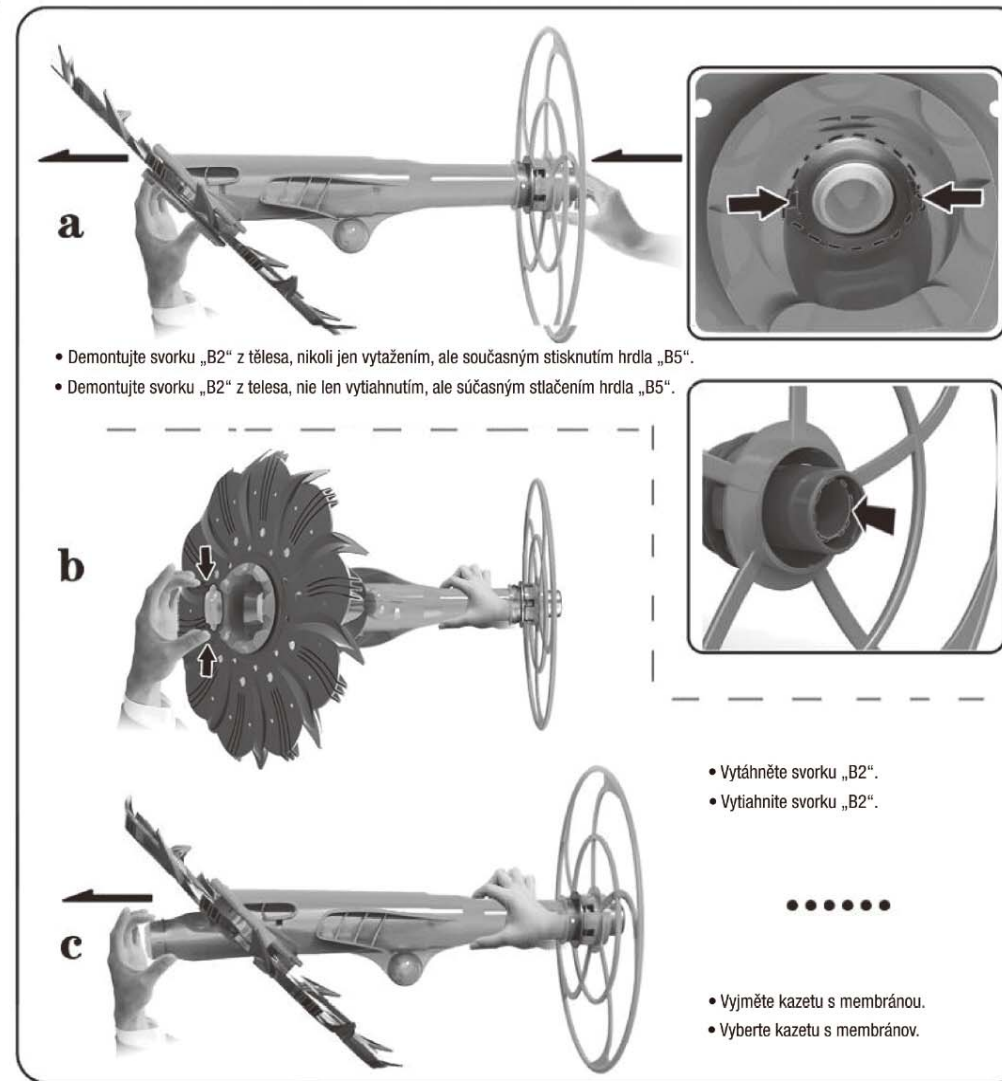 a
• Demontujte svorku „B2“ z tělesa, nikoli jen vytažením, ale současným stisknutím hrdla „B5“.
• Demontujte svorku „B2“ z telesa, nie len vytiahnutím, ale súčasným stlačením hrdla „B5“.
b
• Vytáhněte svorku „B2“.
• Vytiahnite svorku „B2“.
c
• Vyjměte kazetu s membránou.
• Vyberte kazetu s membránov.